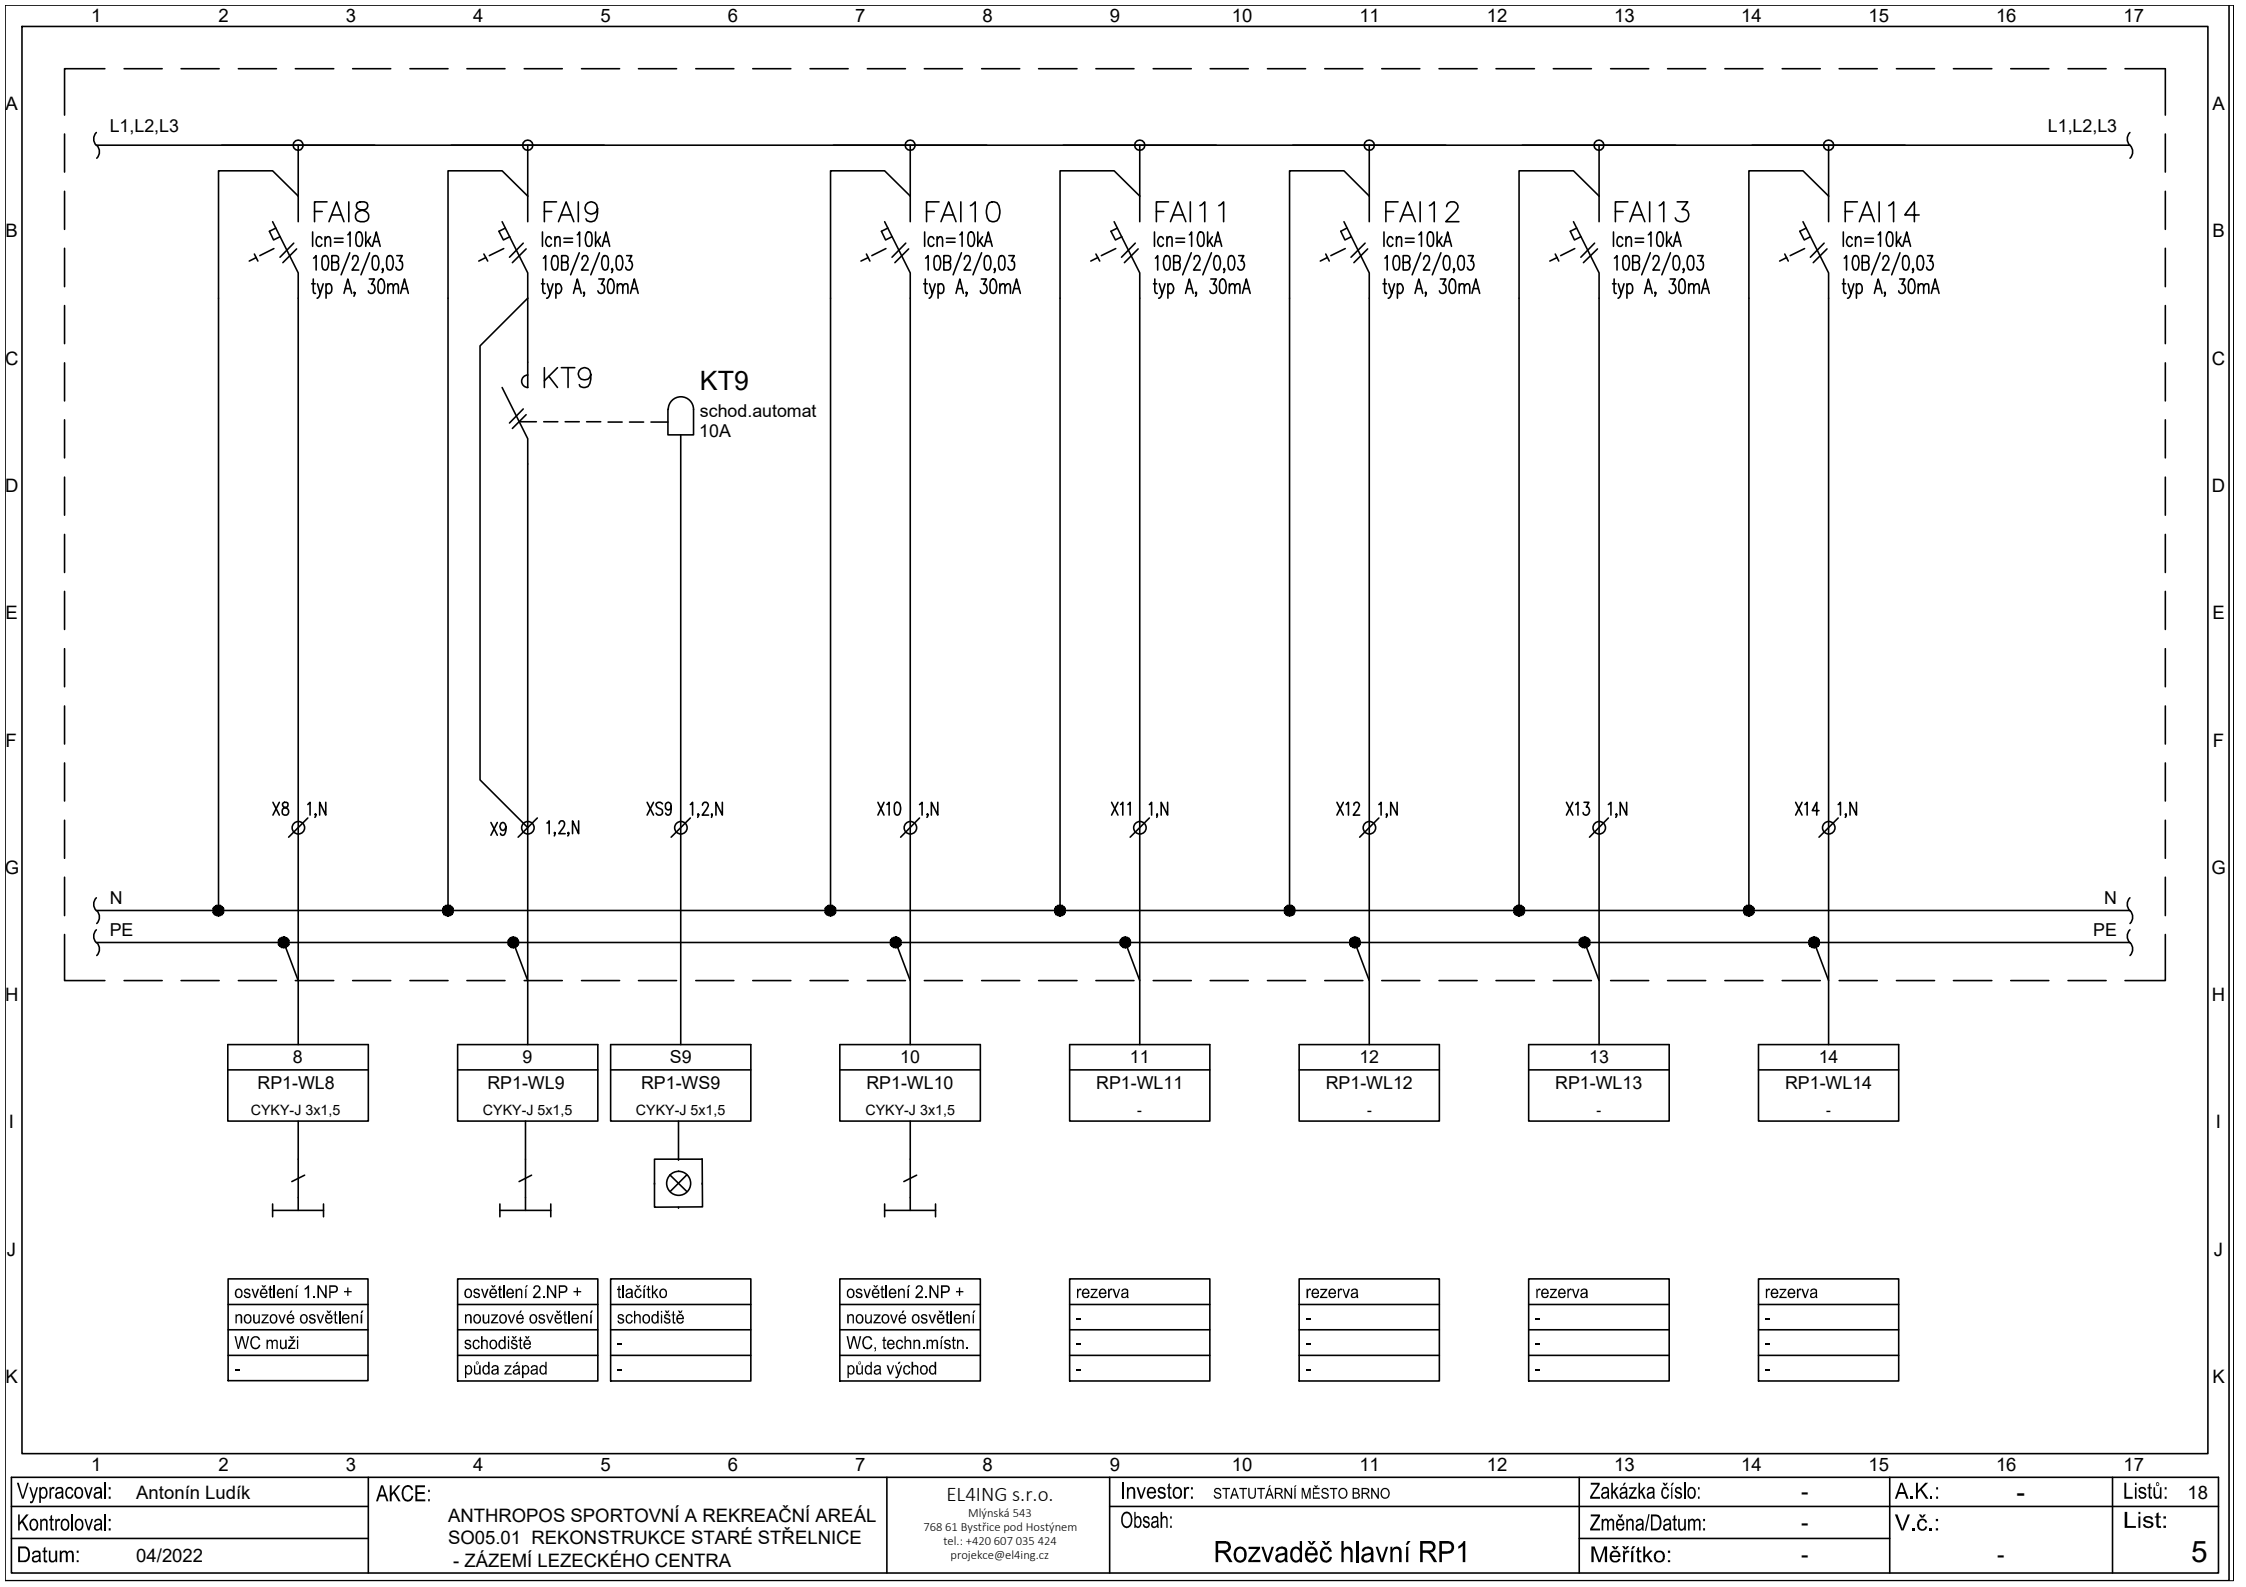 1 2 3 4 5 6 7 8 9 10 11 12 13 14 15 16 17
A A
L1,L2,L3 L1,L2,L3
B B
FAI8
Icn=10kA
10B/2/0,03
typ A, 30mA
FAI9
Icn=10kA
10B/2/0,03
typ A, 30mA
FAI10
Icn=10kA
10B/2/0,03
typ A, 30mA
FAI11
Icn=10kA
10B/2/0,03
typ A, 30mA
FAI12
Icn=10kA
10B/2/0,03
typ A, 30mA
FAI13
Icn=10kA
10B/2/0,03
typ A, 30mA
FAI14
Icn=10kA
10B/2/0,03
typ A, 30mA
C C
KT9
KT9
schod.automat
10A
D D
E E
F F
X8 1,N
X9 1,2,N
XS9 1,2,N
X10 1,N
X11 1,N
X12 1,N
X13 1,N
X14 1,N
G G
N N
PE PE
H H
8
RP1-WL8
CYKY-J 3x1,5
9
RP1-WL9
CYKY-J 5x1,5
S9
RP1-WS9
CYKY-J 5x1,5
10
RP1-WL10
CYKY-J 3x1,5
11
RP1-WL11
-
12
RP1-WL12
-
13
RP1-WL13
-
14
RP1-WL14
-
I I
J J
osvětlení 1.NP +
nouzové osvětlení
WC muži
-
osvětlení 2.NP +
nouzové osvětlení
schodiště
půda západ
tlačítko
schodiště
-
-
osvětlení 2.NP +
nouzové osvětlení
WC, techn.místn.
půda východ
rezerva
-
-
-
rezerva
-
-
-
rezerva
-
-
-
rezerva
-
-
-
K K
1 2 3 4 5 6 7 8 9 10 11 12 13 14 15 16 17
Vypracoval: Antonín Ludík
Kontroloval:
Datum: 04/2022
AKCE:
ANTHROPOS SPORTOVNÍ A REKREAČNÍ AREÁL
SO05.01 REKONSTRUKCE STARÉ STŘELNICE
- ZÁZEMÍ LEZECKÉHO CENTRA
EL4ING s.r.o.
Mlýnská 543
768 61 Bystřice pod Hostýnem
tel.: +420 607 035 424
projekce@el4ing.cz
Investor: STATUTÁRNÍ MĚSTO BRNO
Obsah:
Rozvaděč hlavní RP1
Zakázka číslo: -
Změna/Datum: -
Měřítko: -
A.K.: -
V.č.:
-
Listů: 18
List:
5